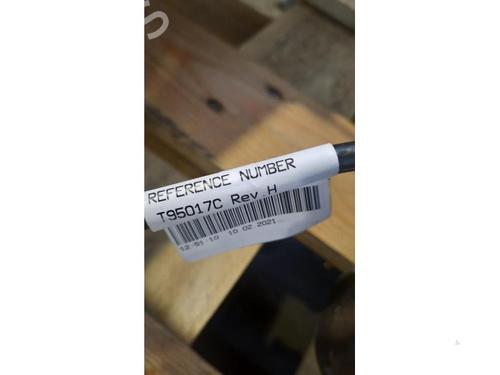 REFERENCE NUMBER
T95017C Rev.H
12:51:10 10.02.2021